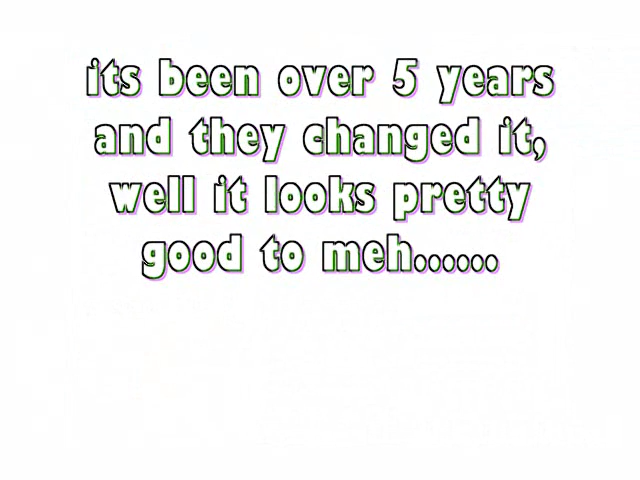 its been over 5 years
and they changed it,
well it looks pretty
good to meh......